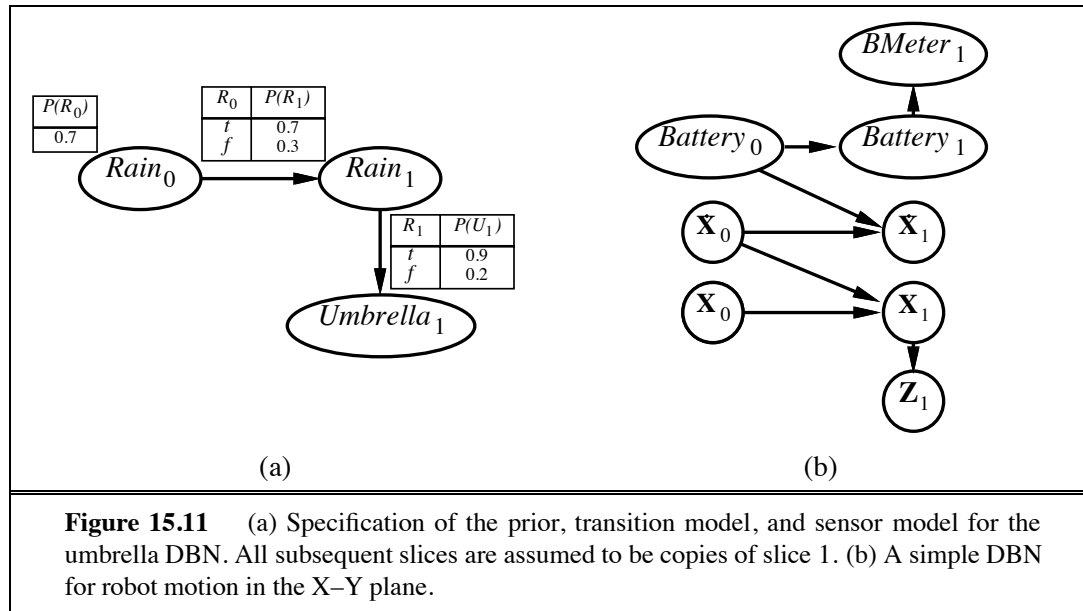 P(R0)
0.7
R0 P(R1)
t 0.7
f 0.3
Rain0
Rain1
R1 P(U1)
t 0.9
f 0.2
Umbrella1
(a)
BMeter1
Battery0
Battery1
Ẋ0
Ẋ1
X0
X1
Z1
(b)
Figure 15.11 (a) Specification of the prior, transition model, and sensor model for the
umbrella DBN. All subsequent slices are assumed to be copies of slice 1. (b) A simple DBN
for robot motion in the X–Y plane.